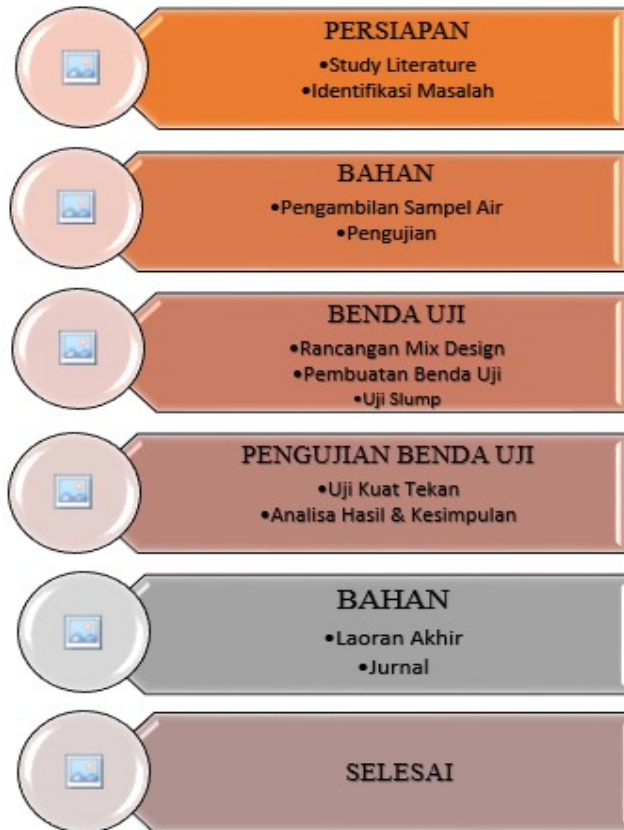 PERSIAPAN
•Study Literature
•Identifikasi Masalah
BAHAN
•Pengambilan Sampel Air
•Pengujian
BENDA UJI
•Rancangan Mix Design
•Pembuatan Benda Uji
•Uji Slump
PENGUJIAN BENDA UJI
•Uji Kuat Tekan
•Analisa Hasil & Kesimpulan
BAHAN
•Laoran Akhir
•Jurnal
SELESAI